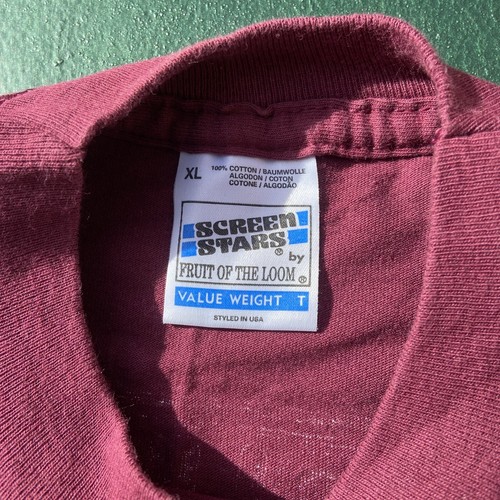 XL 100% COTTON / BAUMWOLLE
ALGODON / COTON
COTONE / ALGODÃO
SCREEN
STARS®
by
FRUIT OF THE LOOM®
VALUE WEIGHT T
STYLED IN USA